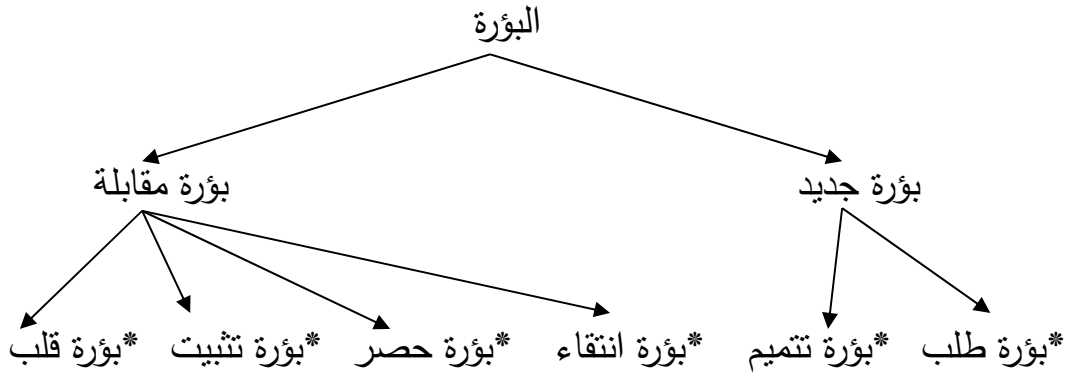 البؤرة
بؤرة جديد بؤرة مقابلة
*بؤرة طلب *بؤرة تتميم *بؤرة انتقاء *بؤرة حصر *بؤرة تثبيت *بؤرة قلب